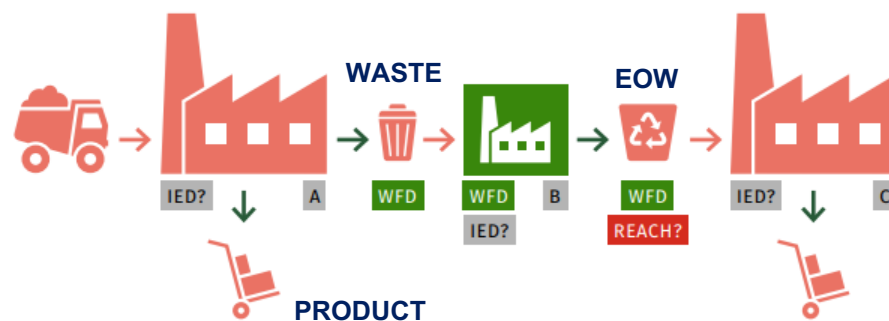 WASTE
EOW
IED?
A
WFD
WFD
B
WFD
IED?
C
IED?
REACH?
PRODUCT